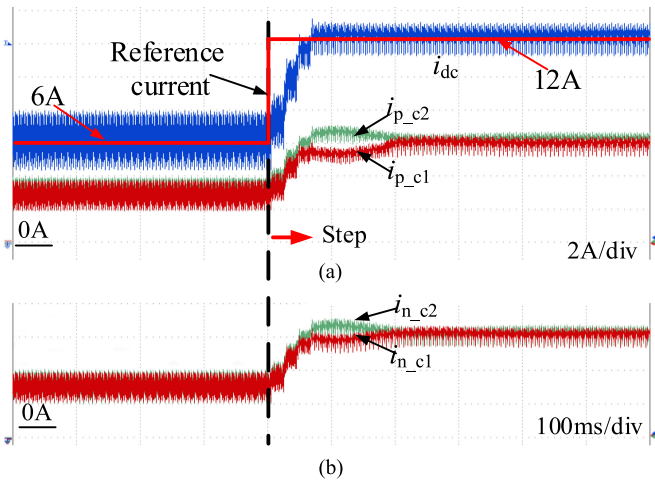 Reference
current
6A
i_dc
12A
i_p_c2
i_p_c1
0A
Step
2A/div
(a)
i_n_c2
i_n_c1
0A
100ms/div
(b)